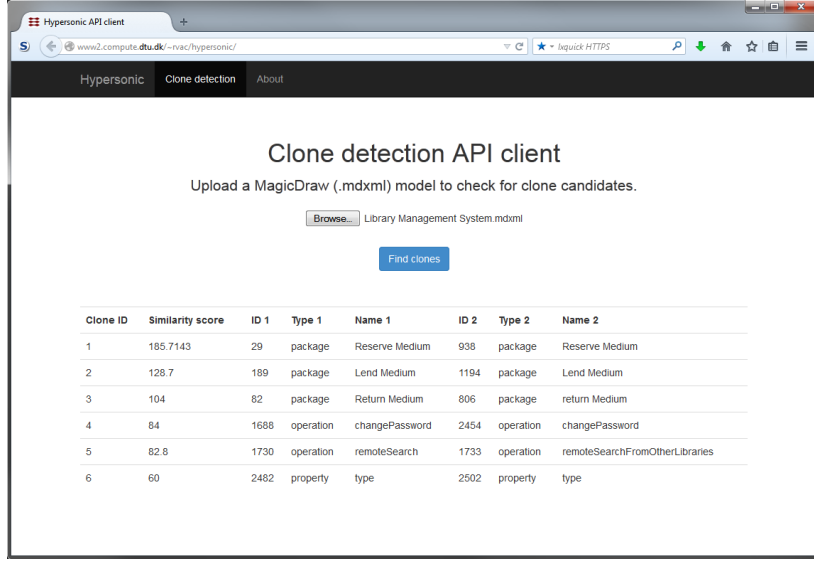 Hypersonic API client
www2.compute.dtu.dk/~rvac/hypersonic/
Ixquick HTTPS
Hypersonic Clone detection About
Clone detection API client
Upload a MagicDraw (.mdxml) model to check for clone candidates.
Browse... Library Management System.mdxml
Find clones
Clone ID Similarity score ID 1 Type 1 Name 1 ID 2 Type 2 Name 2
1 185.7143 29 package Reserve Medium 938 package Reserve Medium
2 128.7 189 package Lend Medium 1194 package Lend Medium
3 104 82 package Return Medium 806 package return Medium
4 84 1688 operation changePassword 2454 operation changePassword
5 82.8 1730 operation remoteSearch 1733 operation remoteSearchFromOtherLibraries
6 60 2482 property type 2502 property type